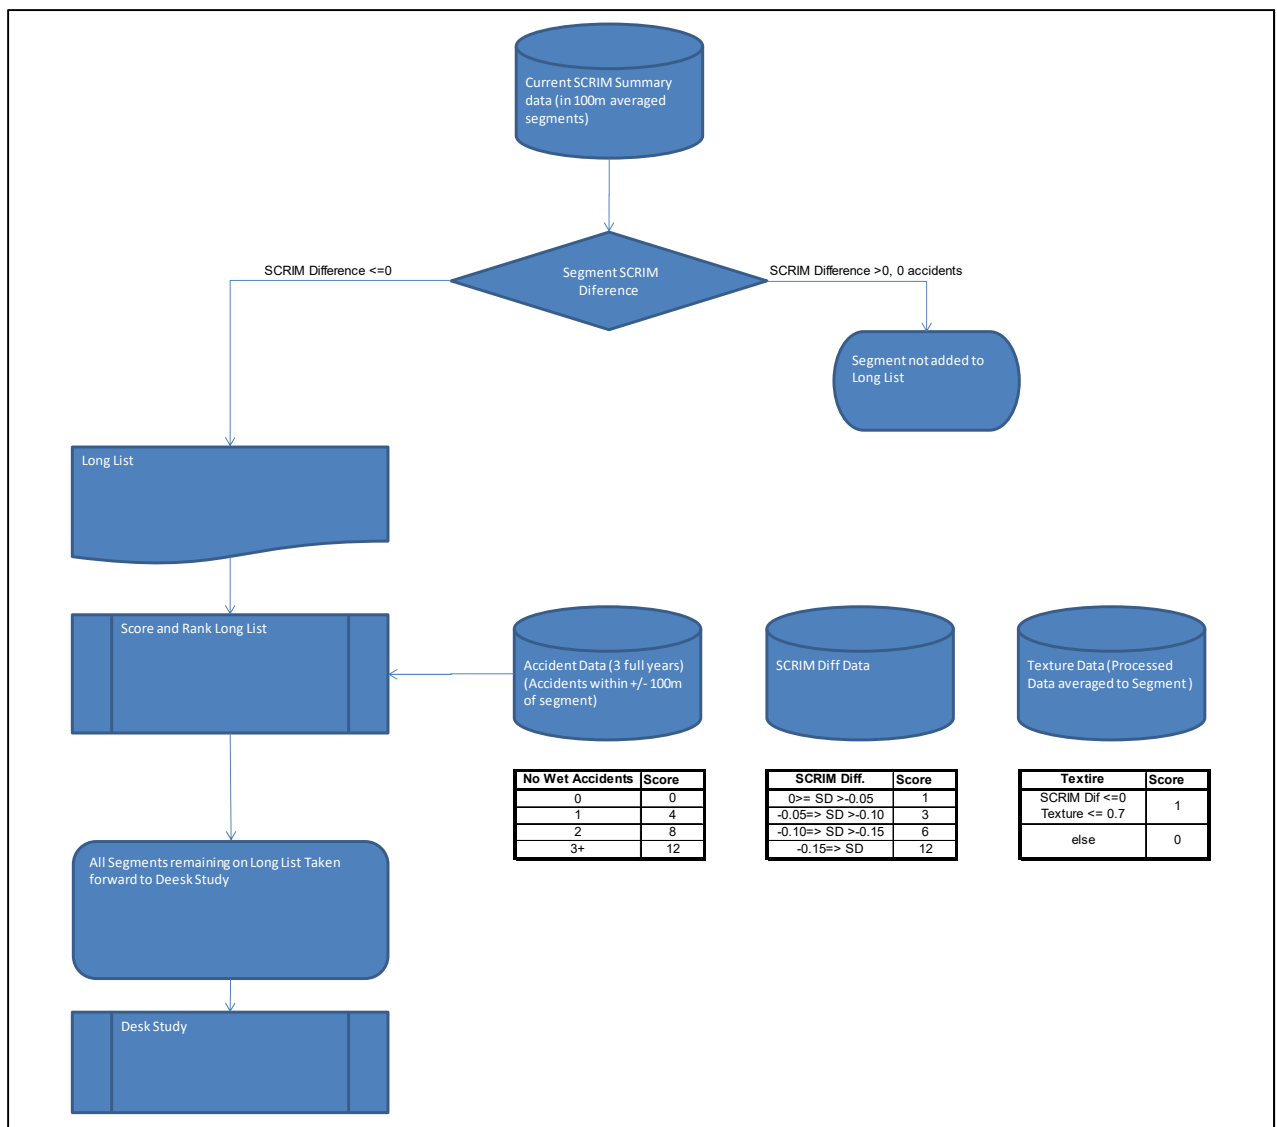 Current SCRIM Summary
data (in 100m averaged
segments)
SCRIM Difference <=0
Segment SCRIM
Diference
SCRIM Difference >0, 0 accidents
Segment not added to
Long List
Long List
Score and Rank Long List
Accident Data (3 full years)
(Accidents within +/- 100m
of segment)
SCRIM Diff Data
Texture Data (Processed
Data averaged to Segment )
No Wet Accidents Score
0 0
1 4
2 8
3+ 12
SCRIM Diff. Score
0>= SD >-0.05 1
-0.05=> SD >-0.10 3
-0.10=> SD >-0.15 6
-0.15=> SD 12
Textire Score
SCRIM Dif <=0
Texture <= 0.7 1
else 0
All Segments remaining on Long List Taken
forward to Deesk Study
Desk Study